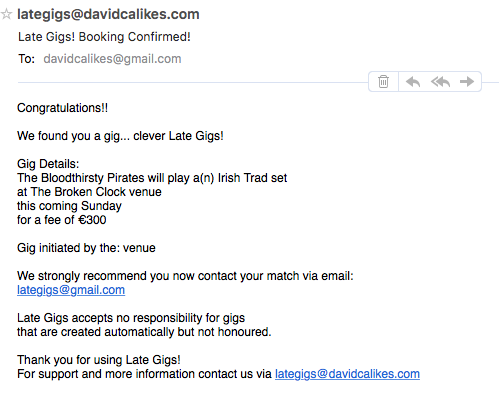 lategigs@davidcalikes.com
Late Gigs! Booking Confirmed!
To: davidcalikes@gmail.com
Congratulations!!
We found you a gig... clever Late Gigs!
Gig Details:
The Bloodthirsty Pirates will play a(n) Irish Trad set
at The Broken Clock venue
this coming Sunday
for a fee of €300
Gig initiated by the: venue
We strongly recommend you now contact your match via email:
lategigs@gmail.com
Late Gigs accepts no responsibility for gigs
that are created automatically but not honoured.
Thank you for using Late Gigs!
For support and more information contact us via lategigs@davidcalikes.com